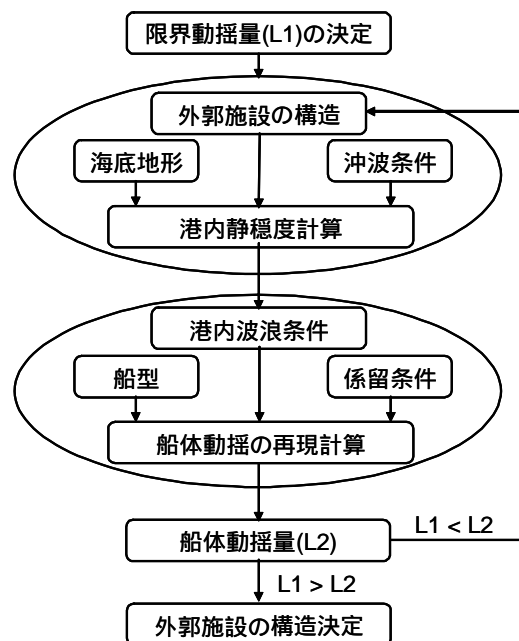 限界動揺量(L1)の決定
外郭施設の構造
海底地形
沖波条件
港内静穏度計算
港内波浪条件
船型
係留条件
船体動揺の再現計算
船体動揺量(L2)
L1 < L2
L1 > L2
外郭施設の構造決定